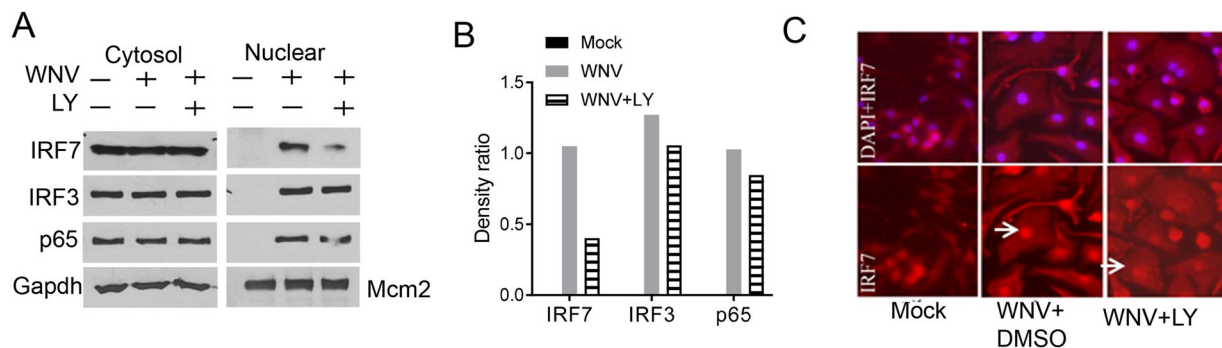 A
Cytosol Nuclear
WNV — + + — + +
LY — — + — — +
IRF7
IRF3
p65
Gapdh Mcm2
B
Mock
WNV
WNV+LY
Density ratio
1.5
1.0
0.5
0.0
IRF7 IRF3 p65
C
DAPI+IRF7
IRF7
Mock WNV+ DMSO WNV+LY